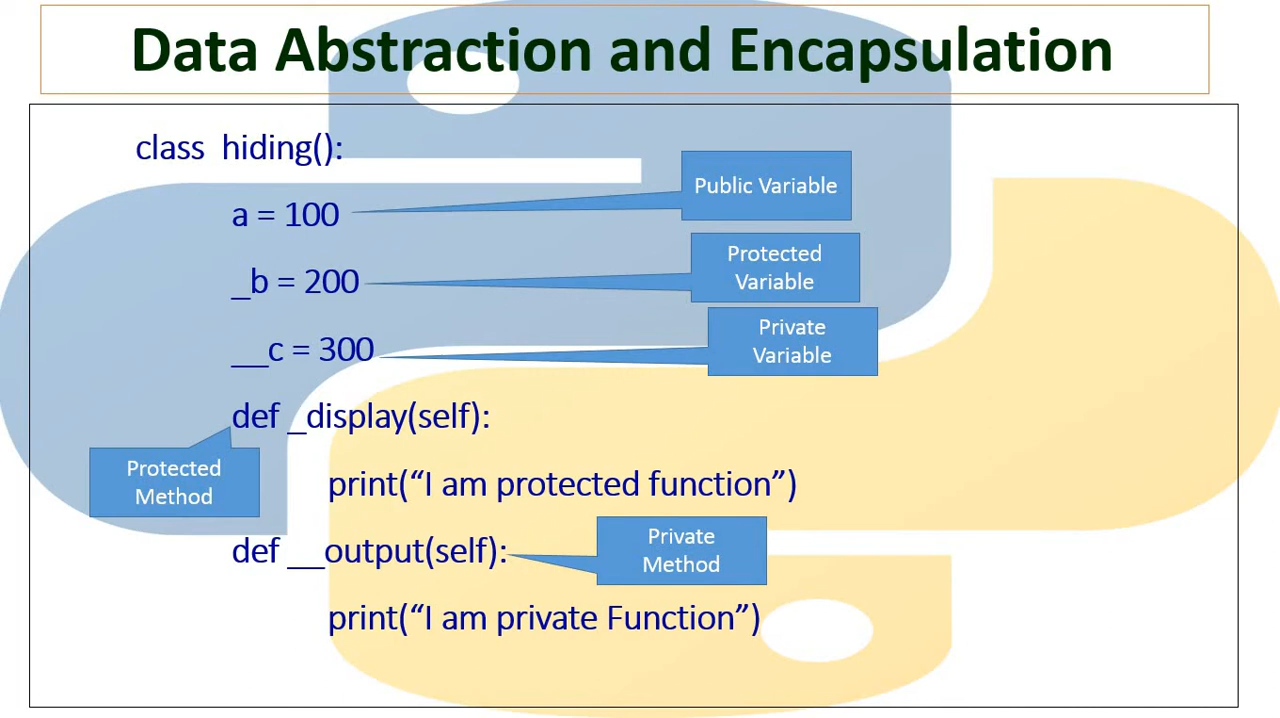 Data Abstraction and Encapsulation
class hiding():
a = 100
Public Variable
_b = 200
Protected
Variable
__c = 300
Private
Variable
def _display(self):
Protected
Method
print(“I am protected function”)
def __output(self):
Private
Method
print(“I am private Function”)